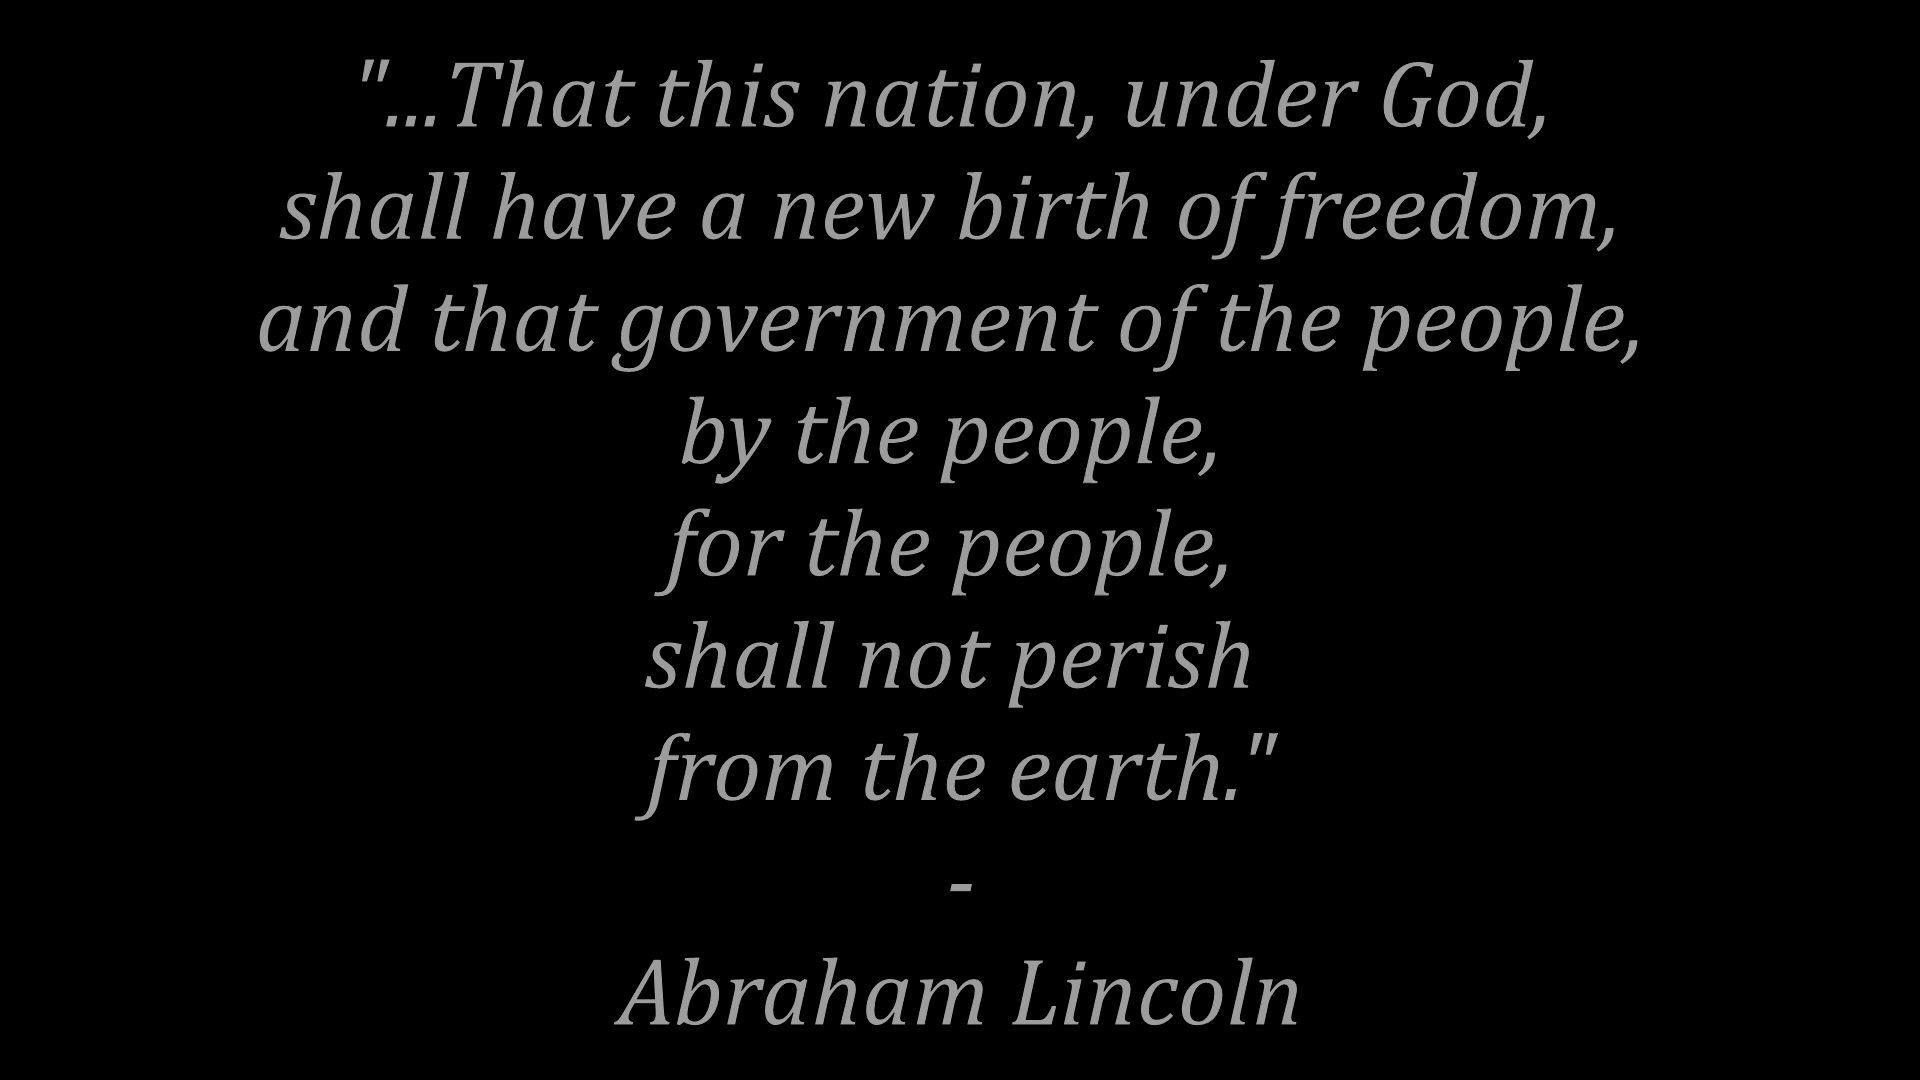 "...That this nation, under God,
shall have a new birth of freedom,
and that government of the people,
by the people,
for the people,
shall not perish
from the earth."
-
Abraham Lincoln